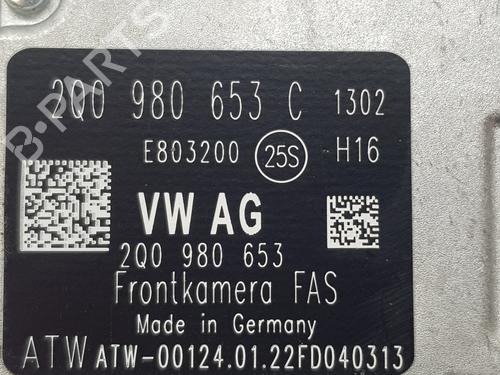 2Q0 980 653 C 1302
E803200 25S H16
VW AG
2Q0 980 653
Frontkamera FAS
Made in Germany
ATW ATW-00124.01.22FD040313
B-PARTS